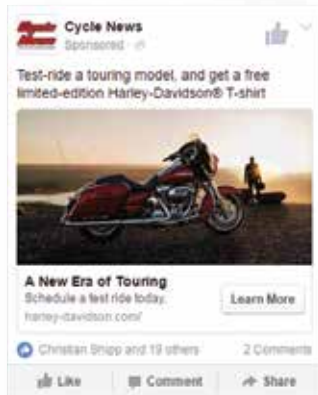 Cycle News
Sponsored ·
Test-ride a touring model, and get a free
limited-edition Harley-Davidson® T-shirt
A New Era of Touring
Schedule a test ride today.
harley-davidson.com/
Learn More
Christian Shipp and 19 others
2 Comments
Like
Comment
Share